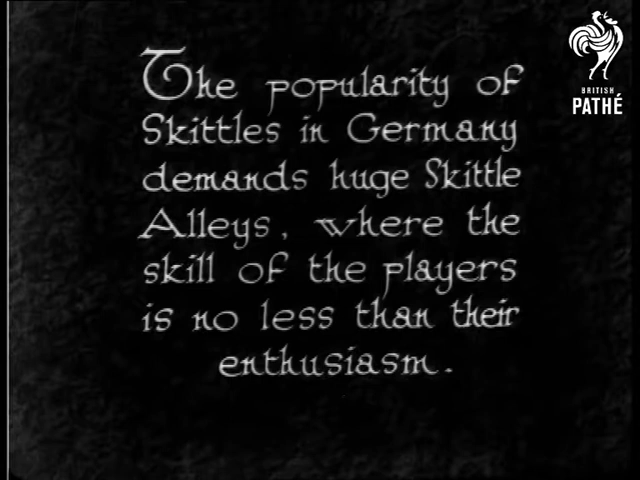 The popularity of
Skittles in Germany
demands huge Skittle
Alleys, where the
skill of the players
is no less than their
enthusiasm.
BRITISH
PATHÉ